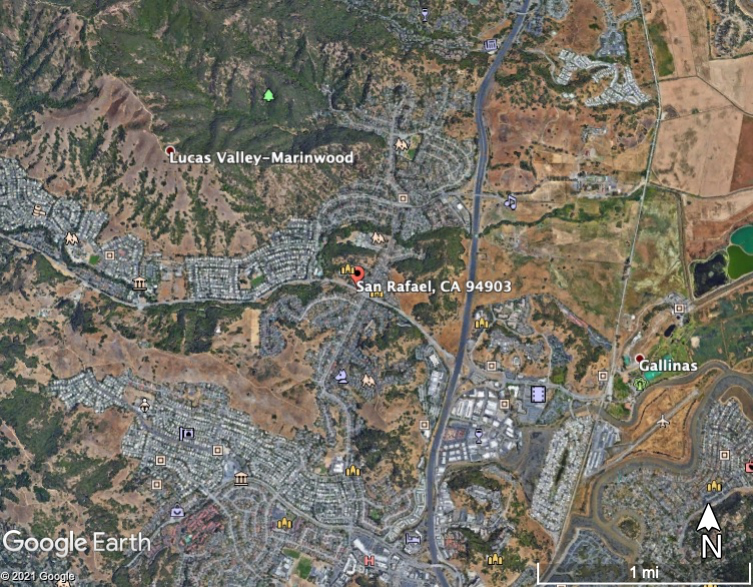 Lucas Valley-Marinwood
San Rafael, CA 94903
Gallinas
Google Earth
N
© 2021 Google
1 mi